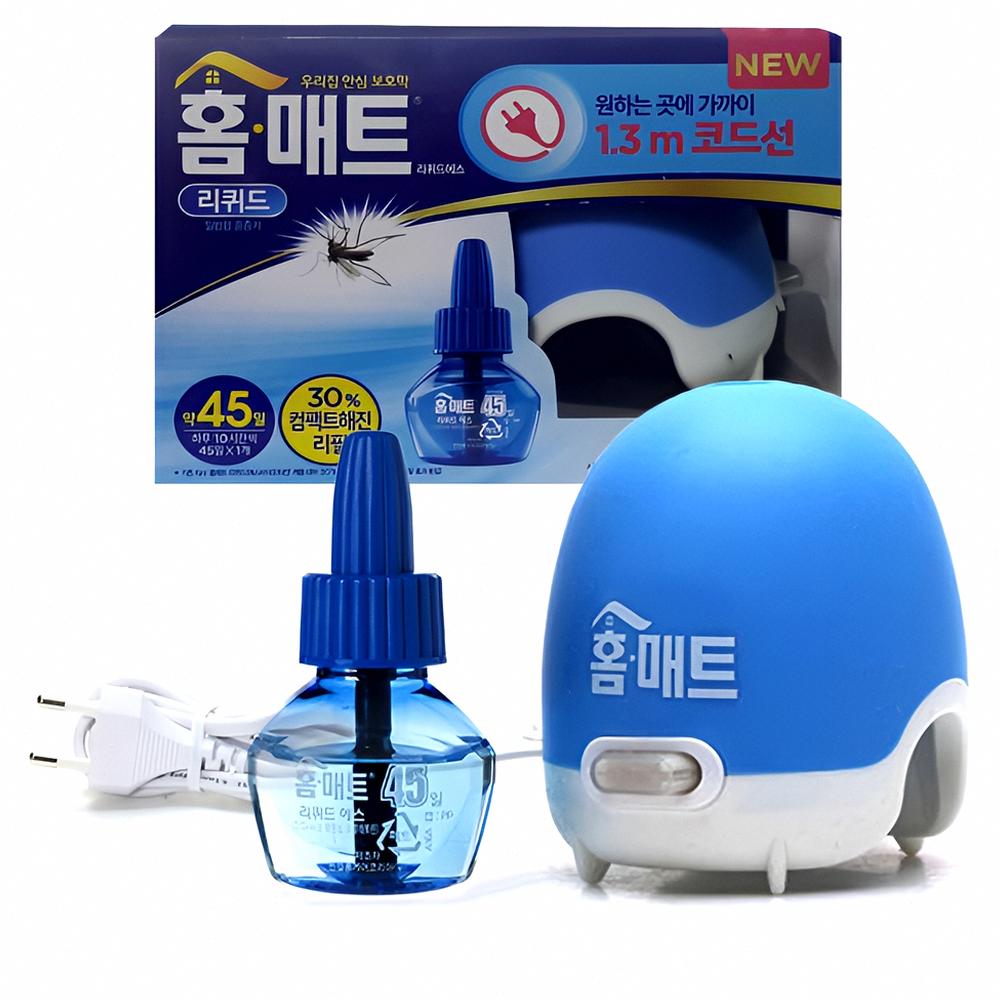 우리집 안심 보호막
홈·매트
리퀴드에스
리퀴드
NEW
원하는 곳에 가까이
1.3 m 코드선
약 45 일
하루 10시간씩
45일 X 1개
30%
컴팩트해진
리필
홈매트 45일
홈·매트
홈·매트 45일
리퀴드 에스